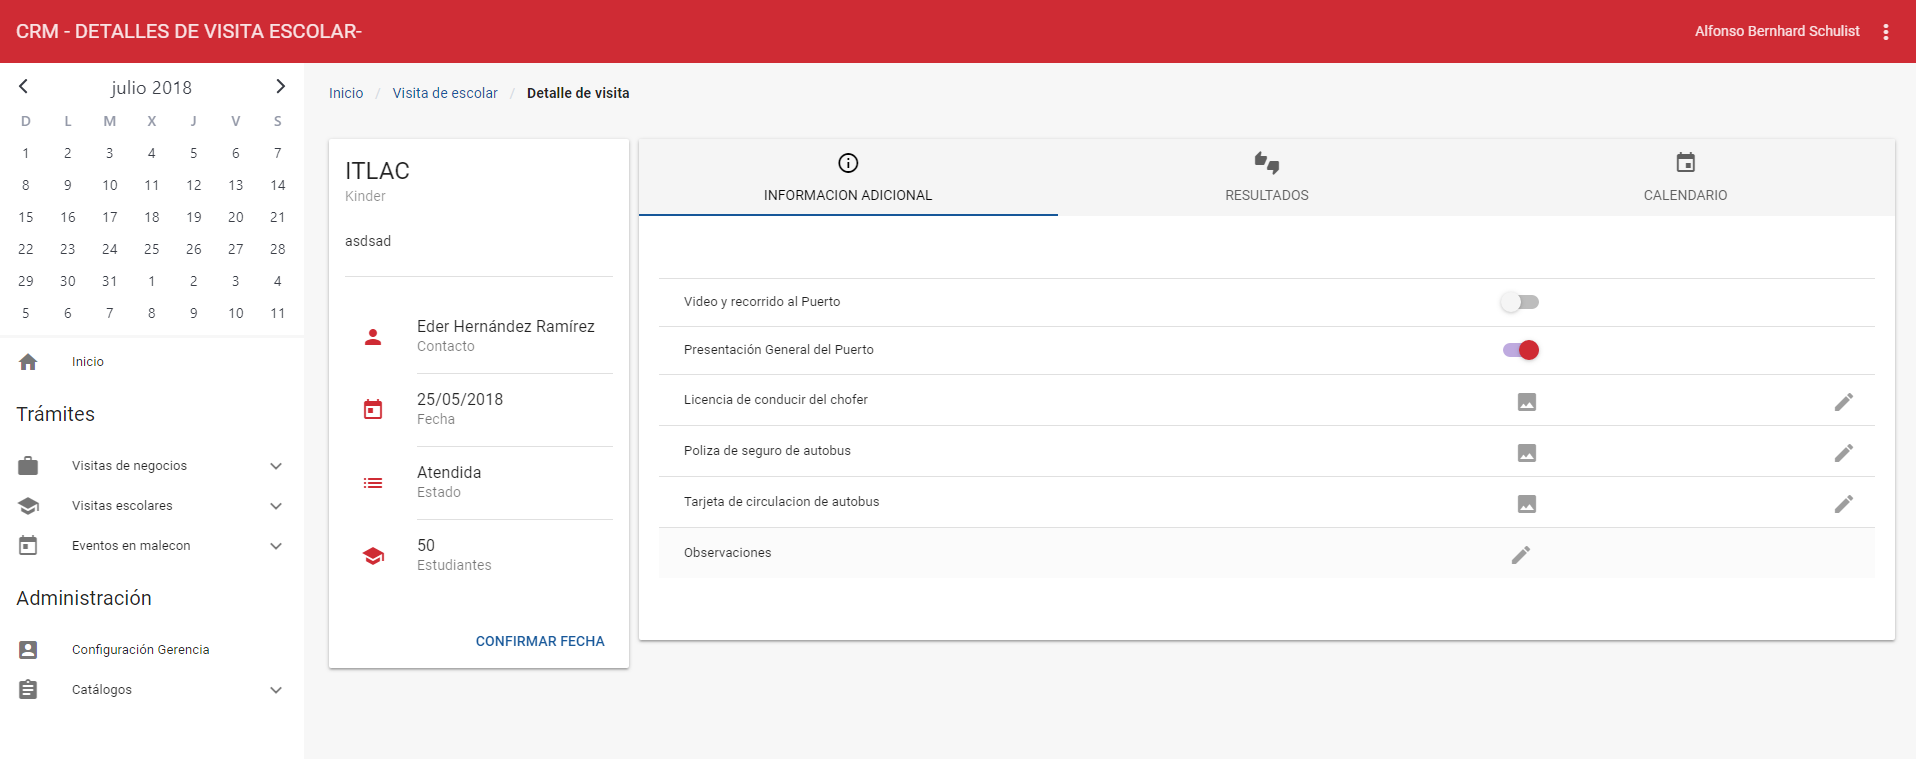 CRM - DETALLES DE VISITA ESCOLAR-
Alfonso Bernhard Schulist
julio 2018
D L M X J V S
1 2 3 4 5 6 7
8 9 10 11 12 13 14
15 16 17 18 19 20 21
22 23 24 25 26 27 28
29 30 31 1 2 3 4
5 6 7 8 9 10 11
Inicio
Trámites
Visitas de negocios
Visitas escolares
Eventos en malecon
Administración
Configuración Gerencia
Catálogos
Inicio / Visita de escolar / Detalle de visita
ITLAC
Kinder
asdsad
Eder Hernández Ramírez
Contacto
25/05/2018
Fecha
Atendida
Estado
50
Estudiantes
CONFIRMAR FECHA
INFORMACION ADICIONAL
RESULTADOS
CALENDARIO
Video y recorrido al Puerto
Presentación General del Puerto
Licencia de conducir del chofer
Poliza de seguro de autobus
Tarjeta de circulacion de autobus
Observaciones